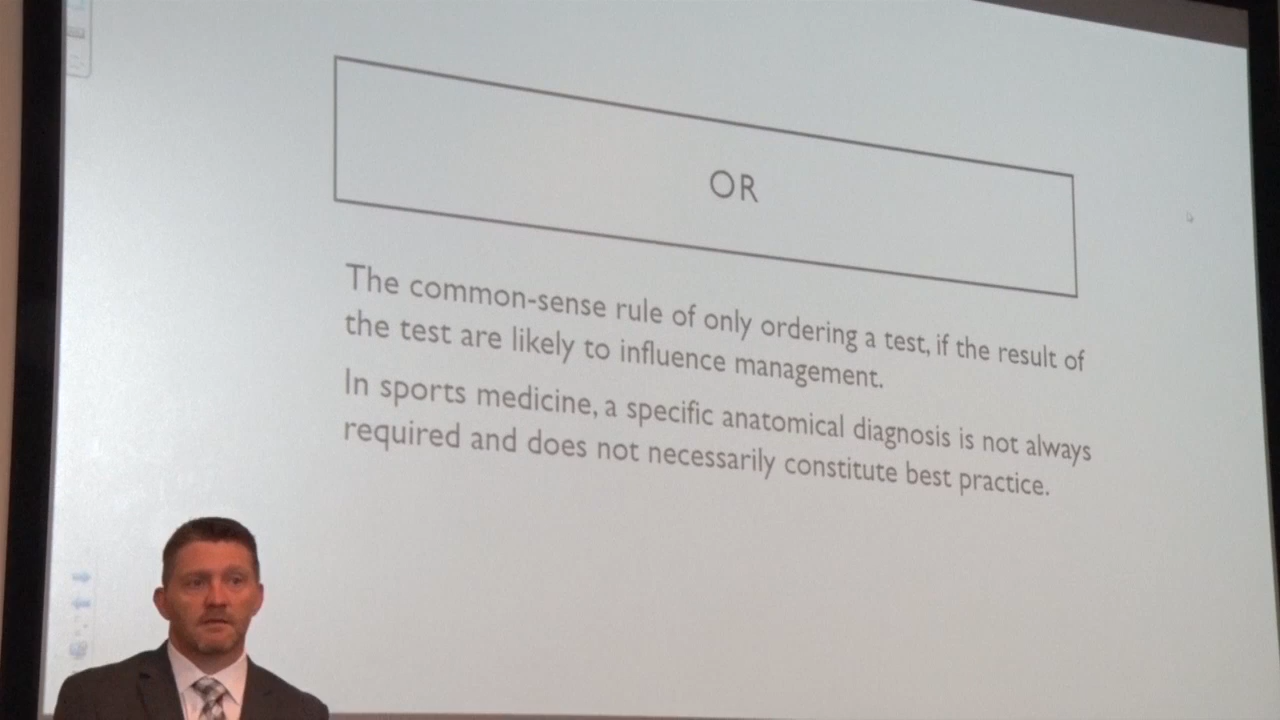 OR
The common-sense rule of only ordering a test, if the result of
the test are likely to influence management.
In sports medicine, a specific anatomical diagnosis is not always
required and does not necessarily constitute best practice.